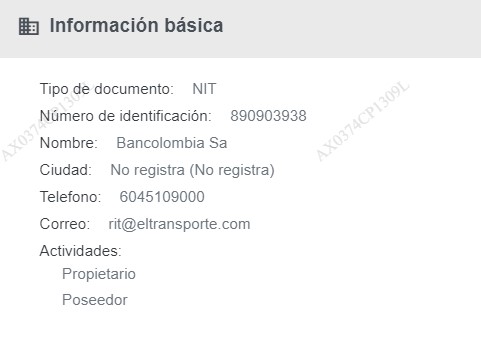 Información básica
Tipo de documento: NIT
Número de identificación: 890903938
Nombre: Bancolombia Sa
Ciudad: No registra (No registra)
Telefono: 6045109000
Correo: rit@eltransporte.com
Actividades:
Propietario
Poseedor
AX0374CP1309L
AX0374CP1309L